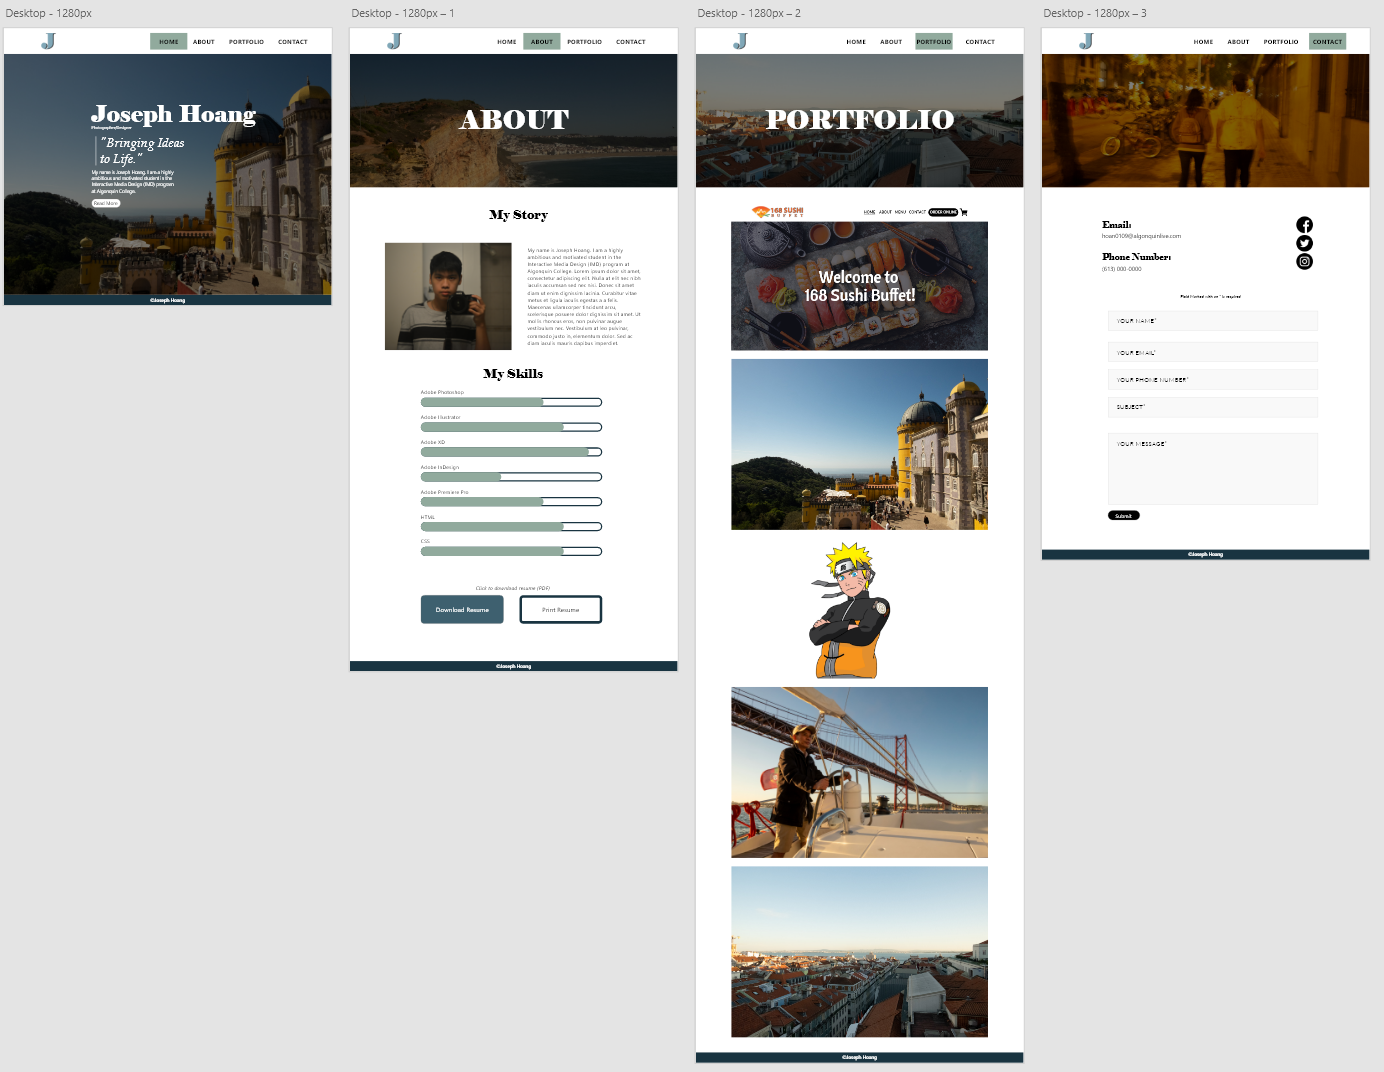 Desktop - 1280px
J
HOME ABOUT PORTFOLIO CONTACT
Joseph Hoang
Photographer/Designer
"Bringing Ideas
to Life."
My name is Joseph Hoang. I am a highly
ambitious and motivated student in the
Interactive Media Design (IMD) program
at Algonquin College.
Read More
©Joseph Hoang
Desktop - 1280px – 1
J
HOME ABOUT PORTFOLIO CONTACT
ABOUT
My Story
My name is Joseph Hoang. I am a highly
ambitious and motivated student in the
Interactive Media Design (IMD) program at
Algonquin College. Lorem ipsum dolor sit amet,
consectetur adipiscing elit. Nulla at elit nec nibh
iaculis accumsan sed nec nisi. Donec sit amet
diam at enim dignissim lacinia. Curabitur vitae
metus et ligula iaculis egestas a a felis.
Maecenas ullamcorper tincidunt arcu,
scelerisque posuere dolor dignissim sit amet. Ut
mollis rhoncus eros, non pulvinar augue
vestibulum nec. Vestibulum at leo pulvinar,
commodo justo in, elementum dolor. Sed ac
diam iaculis mauris dapibus imperdiet.
My Skills
Adobe Photoshop
Adobe Illustrator
Adobe XD
Adobe InDesign
Adobe Premiere Pro
HTML
CSS
Click to download resume (PDF)
Download Resume
Print Resume
©Joseph Hoang
Desktop - 1280px – 2
J
HOME ABOUT PORTFOLIO CONTACT
PORTFOLIO
168 SUSHI
BUFFET
HOME ABOUT MENU CONTACT ORDER ONLINE
Welcome to
168 Sushi Buffet!
©Joseph Hoang
Desktop - 1280px – 3
J
HOME ABOUT PORTFOLIO CONTACT
Email:
hoan0109@algonquinlive.com
Phone Number:
(613) 000-0000
Field Marked with an * is required
YOUR NAME*
YOUR EMAIL*
YOUR PHONE NUMBER*
SUBJECT*
YOUR MESSAGE*
Submit
©Joseph Hoang